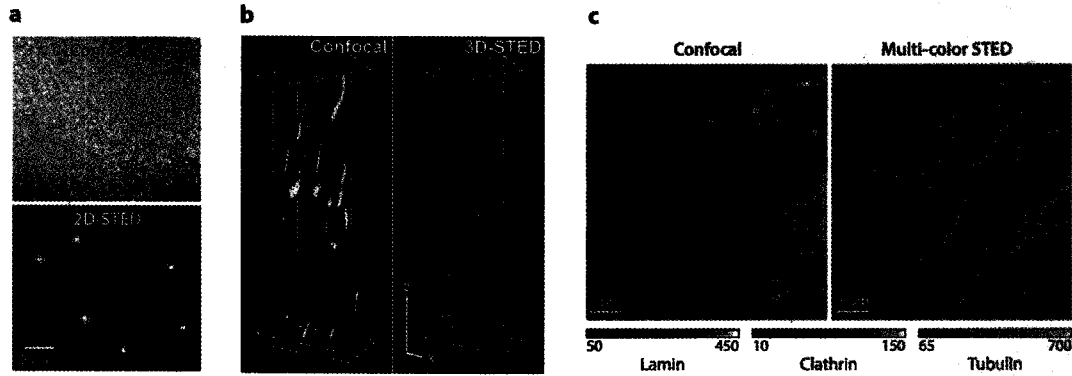 a
b
c
2D-STED
Confocal
3D-STED
Confocal
Multi-color STED
50 450
10 150
65 700
Lamin
Clathrin
Tubulin